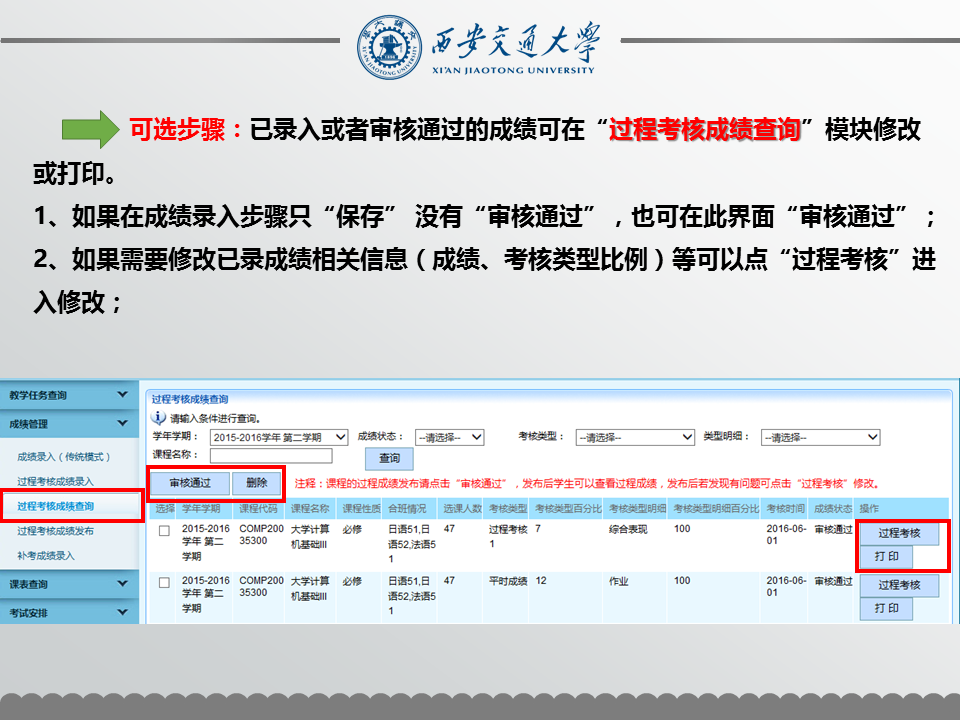 西安交通大学
XI'AN JIAOTONG UNIVERSITY
可选步骤：已录入或者审核通过的成绩可在“过程考核成绩查询”模块修改
或打印。
1、如果在成绩录入步骤只“保存” 没有“审核通过”，也可在此界面“审核通过”；
2、如果需要修改已录成绩相关信息（成绩、考核类型比例）等可以点“过程考核”进
入修改；
教学任务查询
成绩管理
成绩录入（传统模式）
过程考核成绩录入
过程考核成绩查询
过程考核成绩发布
补考成绩录入
课表查询
考试安排
过程考核成绩查询
请输入条件进行查询。
学年学期： 2015-2016学年 第二学期 成绩状态： --请选择-- 考核类型： --请选择-- 类型明细： --请选择--
课程名称： 查询
审核通过 删除 注释：课程的过程成绩发布请点击“审核通过”，发布后学生可以查看过程成绩，发布后若发现有问题可点击“过程考核”修改。
选择 学年学期 课程代码 课程名称 课程性质 合班情况 选课人数 考核类型 考核类型百分比 考核类型明细 考核类型明细百分比 考核时间 成绩状态 操作
2015-2016 COMP200 大学计算 必修 日语51,日 47 过程考核 7 综合表现 100 2016-06- 审核通过 过程考核
学年 第二 35300 机基础III 语52,法语5 1 01
学期 1 打 印
2015-2016 COMP200 大学计算 必修 日语51,日 47 平时成绩 12 作业 100 2016-06- 审核通过 过程考核
学年 第二 35300 机基础III 语52,法语5 01
学期 1 打 印